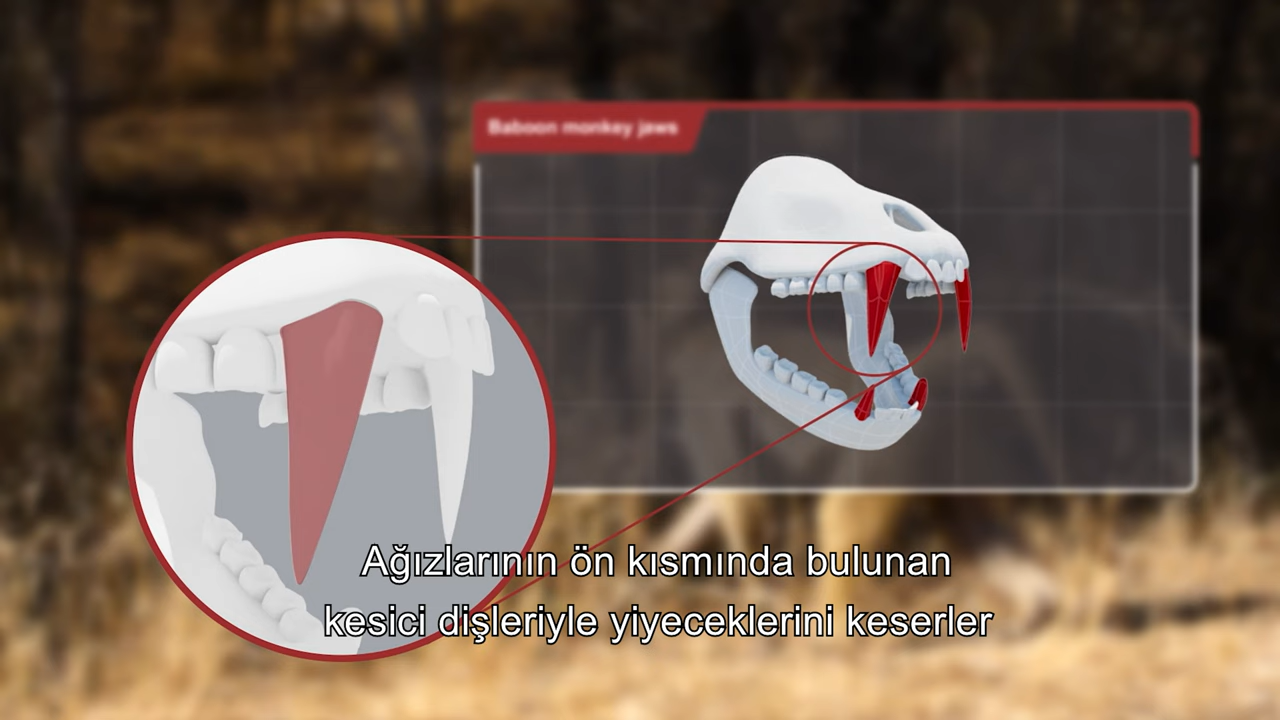 Baboon monkey jaws
Ağızlarının ön kısmında bulunan
kesici dişleriyle yiyeceklerini keserler